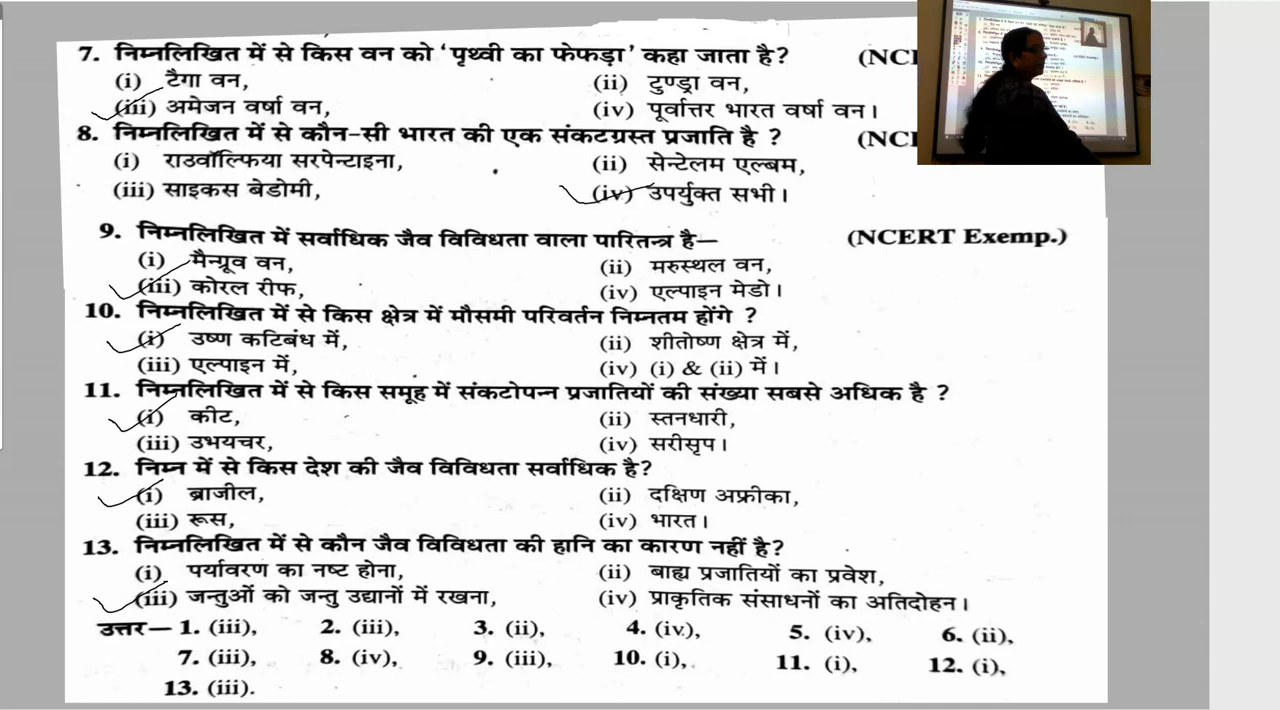 7. निम्नलिखित में से किस वन को 'पृथ्वी का फेफड़ा' कहा जाता है? (NCE
(i) टैगा वन, (ii) टुण्ड्रा वन,
(iii) अमेजन वर्षा वन, (iv) पूर्वात्तर भारत वर्षा वन।
8. निम्नलिखित में से कौन-सी भारत की एक संकटग्रस्त प्रजाति है ? (NCE
(i) राउवॉल्फिया सरपेन्टाइना, (ii) सेन्टेलम एल्बम,
(iii) साइकस बेडोमी, (iv) उपर्युक्त सभी।
9. निम्नलिखित में सर्वाधिक जैव विविधता वाला पारितन्त्र है— (NCERT Exemp.)
(i) मैन्ग्रूव वन, (ii) मरुस्थल वन,
(iii) कोरल रीफ, (iv) एल्पाइन मेडो।
10. निम्नलिखित में से किस क्षेत्र में मौसमी परिवर्तन निम्नतम होंगे ?
(i) उष्ण कटिबंध में, (ii) शीतोष्ण क्षेत्र में,
(iii) एल्पाइन में, (iv) (i) & (ii) में।
11. निम्नलिखित में से किस समूह में संकटोपन्न प्रजातियों की संख्या सबसे अधिक है ?
(i) कीट, (ii) स्तनधारी,
(iii) उभयचर, (iv) सरीसृप।
12. निम्न में से किस देश की जैव विविधता सर्वाधिक है?
(i) ब्राजील, (ii) दक्षिण अफ्रीका,
(iii) रूस, (iv) भारत।
13. निम्नलिखित में से कौन जैव विविधता की हानि का कारण नहीं है?
(i) पर्यावरण का नष्ट होना, (ii) बाह्य प्रजातियों का प्रवेश,
(iii) जन्तुओं को जन्तु उद्यानों में रखना, (iv) प्राकृतिक संसाधनों का अतिदोहन।
उत्तर— 1. (iii), 2. (iii), 3. (ii), 4. (iv), 5. (iv), 6. (ii),
7. (iii), 8. (iv), 9. (iii), 10. (i), 11. (i), 12. (i),
13. (iii).